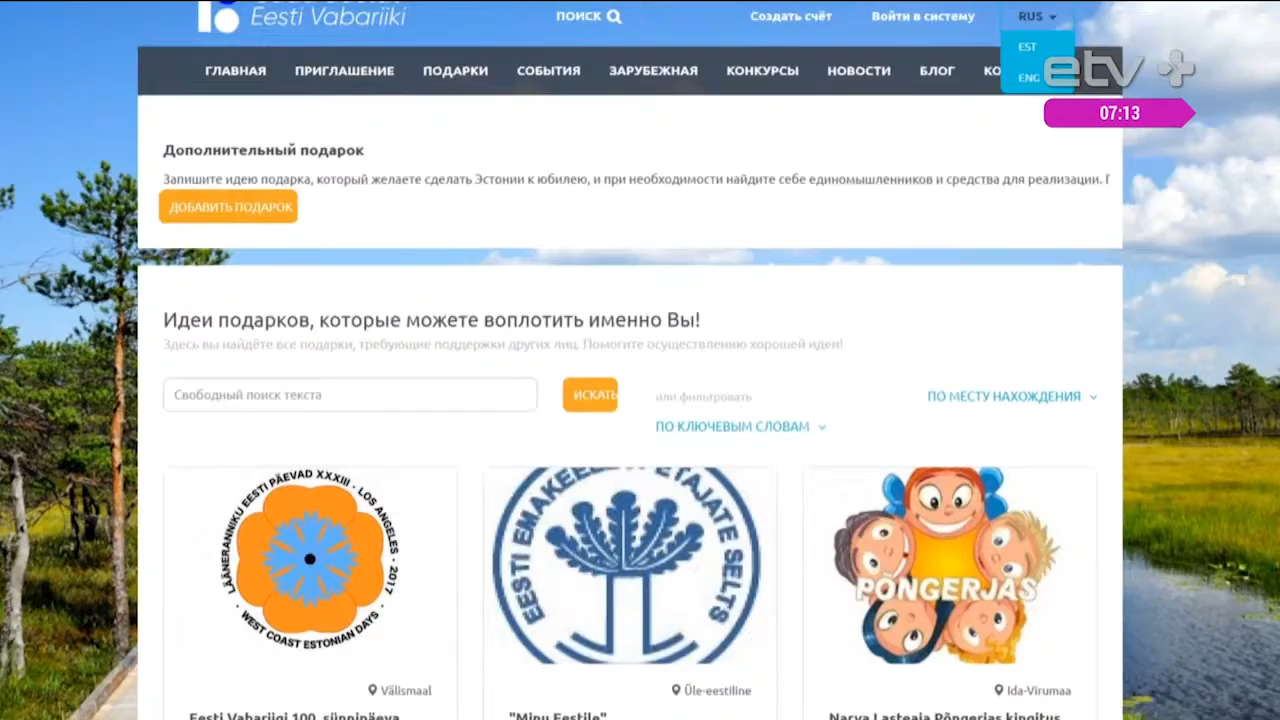 Eesti Vabariiki
ПОИСК
Создать счёт
Войти в систему
RUS
EST
ENG
ГЛАВНАЯ
ПРИГЛАШЕНИЕ
ПОДАРКИ
СОБЫТИЯ
ЗАРУБЕЖНАЯ
КОНКУРСЫ
НОВОСТИ
БЛОГ
КО
etv+
07:13
Дополнительный подарок
Запишите идею подарка, который желаете сделать Эстонии к юбилею, и при необходимости найдите себе единомышленников и средства для реализации.
ДОБАВИТЬ ПОДАРОК
Идеи подарков, которые можете воплотить именно Вы!
Здесь вы найдёте все подарки, требующие поддержки других лиц. Помогите осуществлению хорошей идеи!
Свободный поиск текста
ИСКАТЬ
или фильтровать
ПО МЕСТУ НАХОЖДЕНИЯ
ПО КЛЮЧЕВЫМ СЛОВАМ
LÄÄNERANNIKU EESTI PÄEVAD XXXIII · LOS ANGELES · 2017 ·
WEST COAST ESTONIAN DAYS ·
EESTI EMAKEELEÕPETAJATE SELTS
PÕNGERJAS
Välismaal
Üle-eestiline
Ida-Virumaa
Eesti Vabariigi 100. sünnipäeva
"Minu Eestile"
Narva Lasteaia Põngerjas kingitus